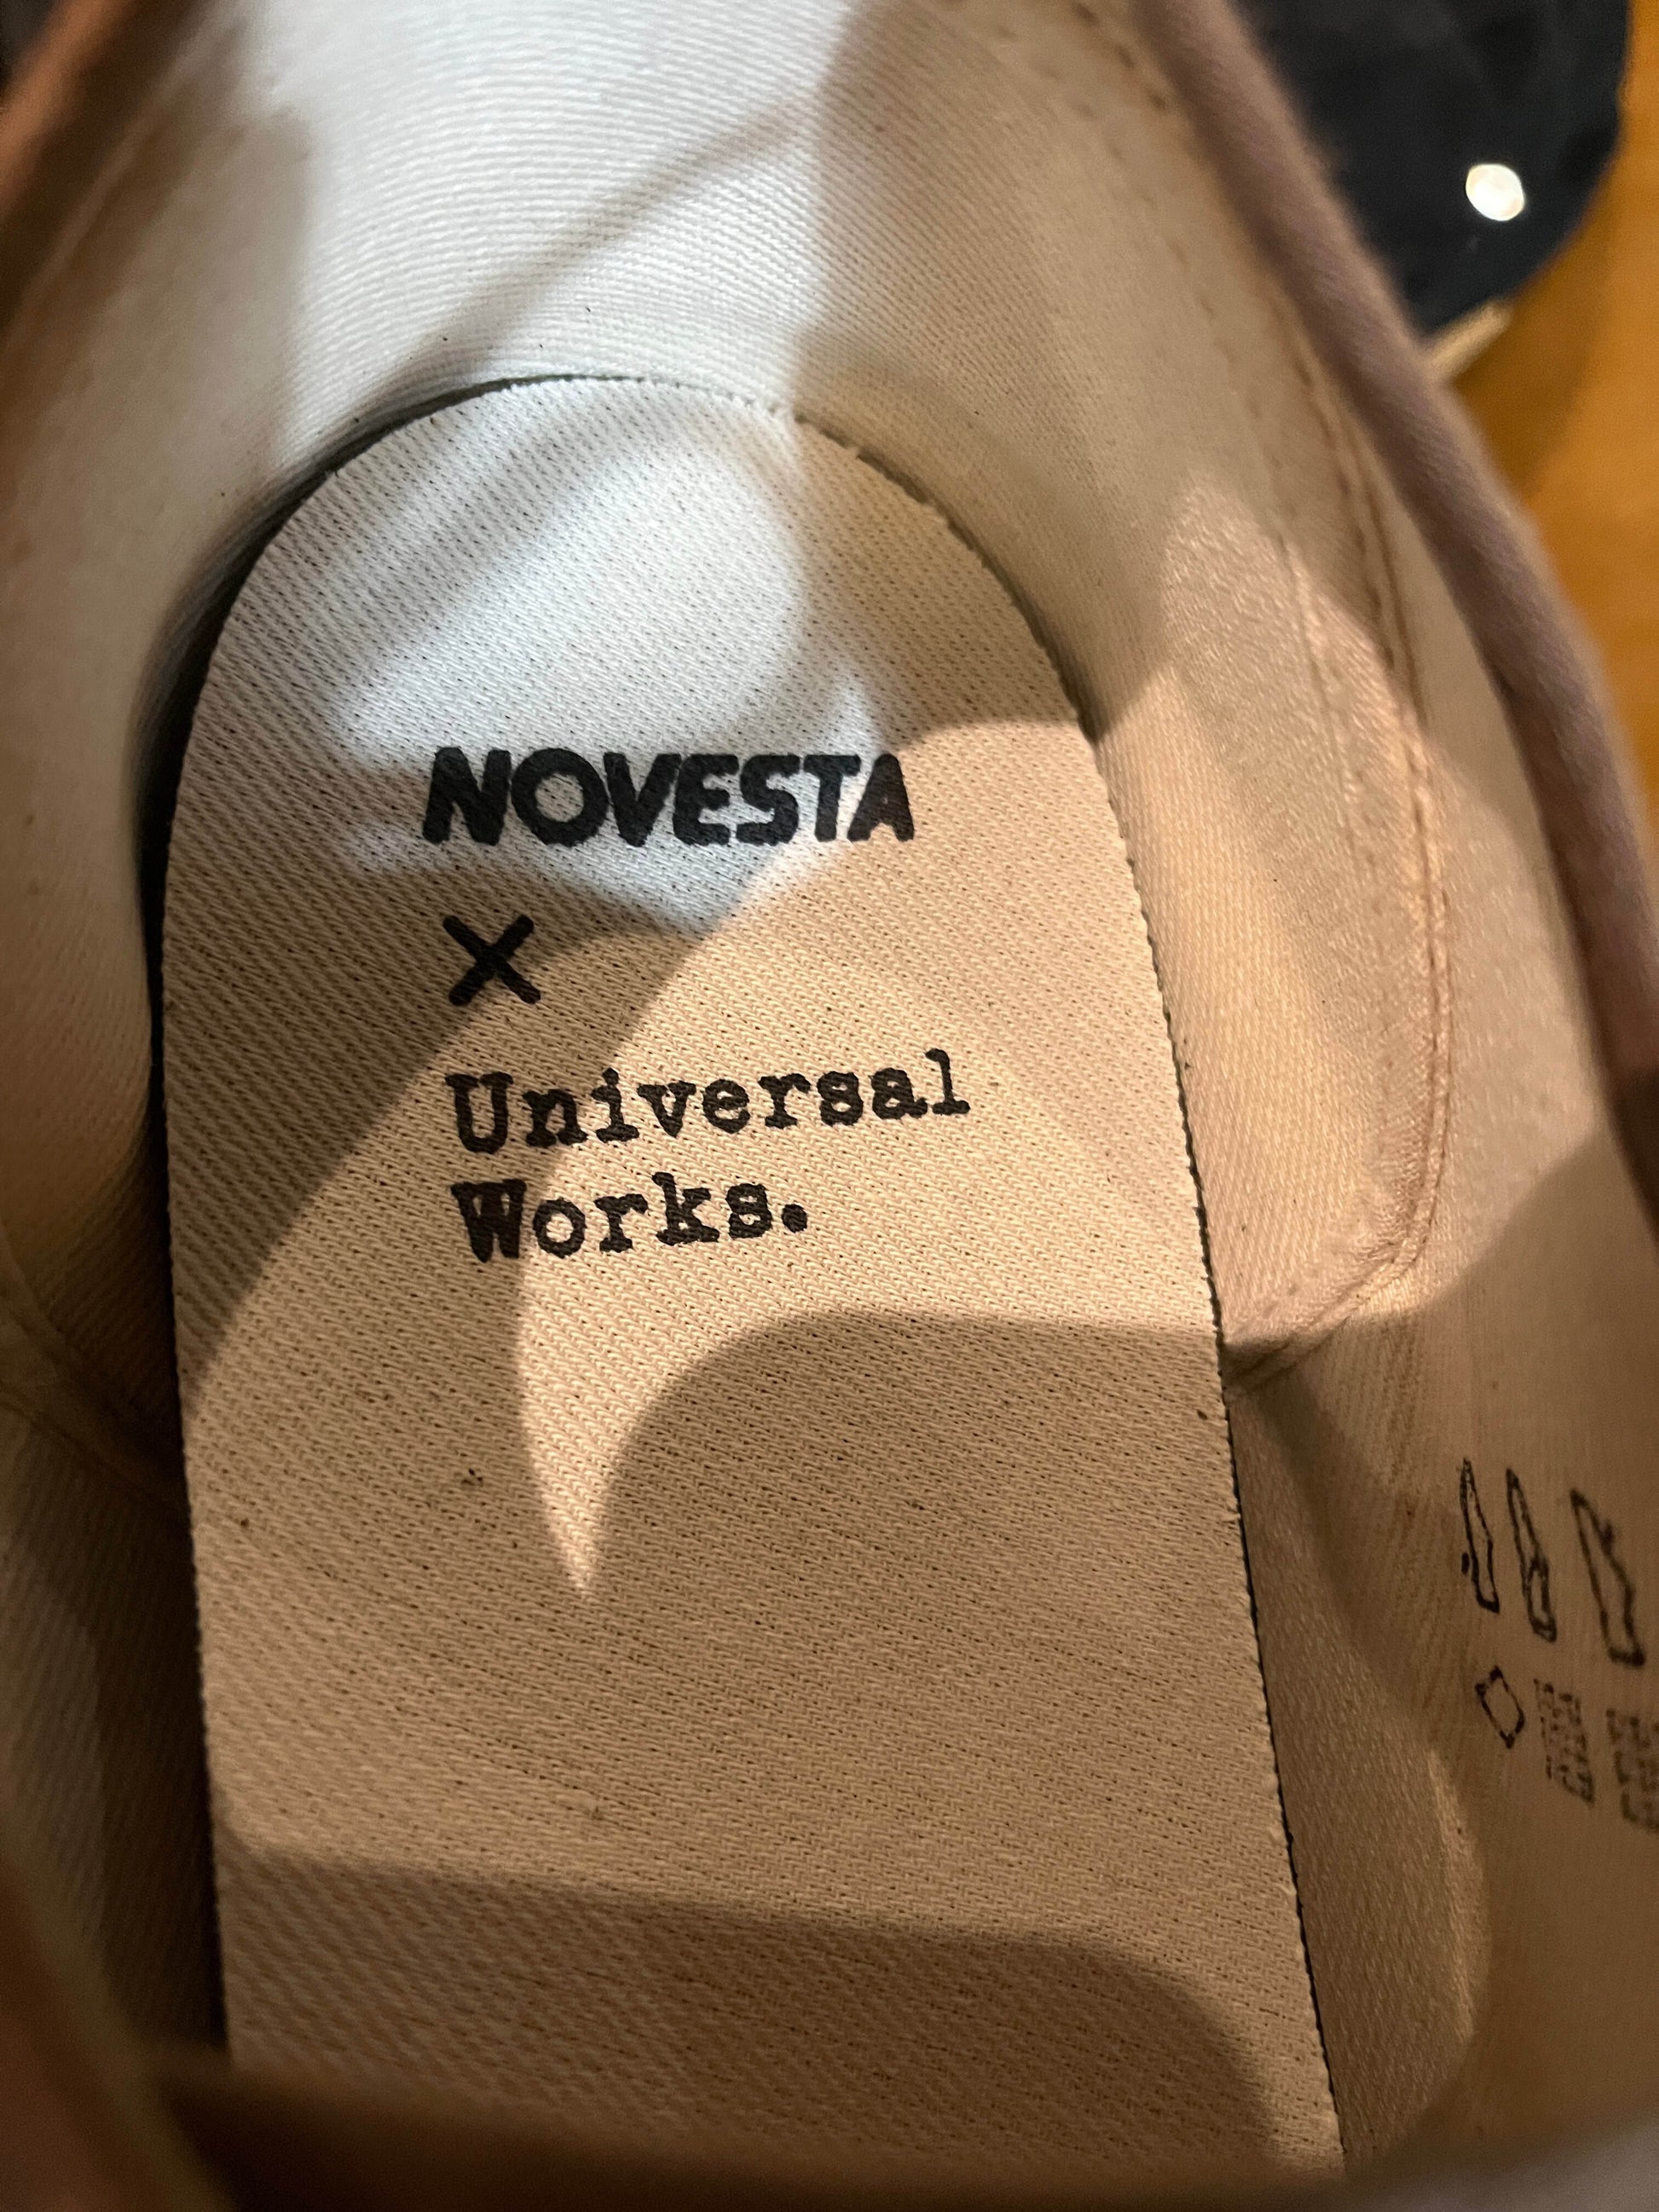 NOVESTA
×
Universal
Works.